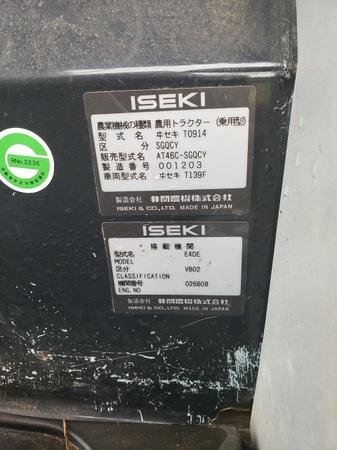 ISEKI
農業機械の種類 農用トラクター (乗用型)
型式名 ヰセキ T0914
区分 SGQCY
販売型式名 AT46C-SGQCY
製造番号 001203
車両型式名 ヰセキ T139F
製造会社 井関農機株式会社
ISEKI & CO.,LTD. MADE IN JAPAN
RNo.2236
ISEKI
搭載機関
型式名 E4DE
MODEL
区分 VB02
CLASSIFICATION
機関番号 026608
ENG.NO
製造会社 井関農機株式会社
ISEKI & CO.,LTD. MADE IN JAPAN